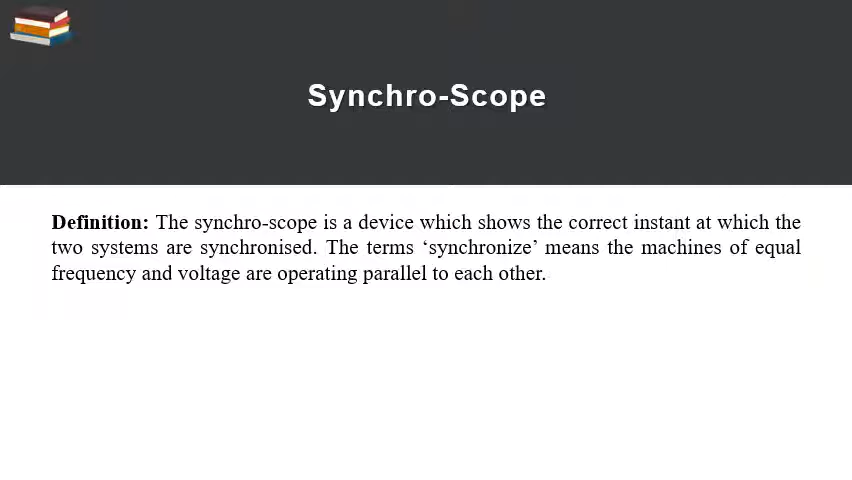 Synchro-Scope
Definition: The synchro-scope is a device which shows the correct instant at which the
two systems are synchronised. The terms ‘synchronize’ means the machines of equal
frequency and voltage are operating parallel to each other.